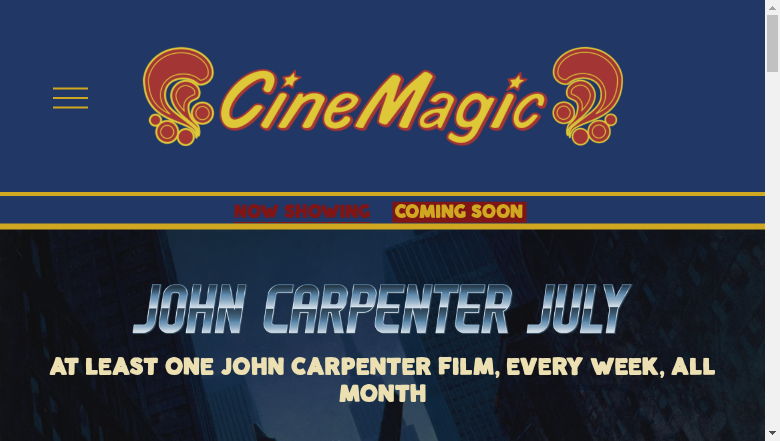 CineMagic
NOW SHOWING COMING SOON
JOHN CARPENTER JULY
AT LEAST ONE JOHN CARPENTER FILM, EVERY WEEK, ALL
MONTH